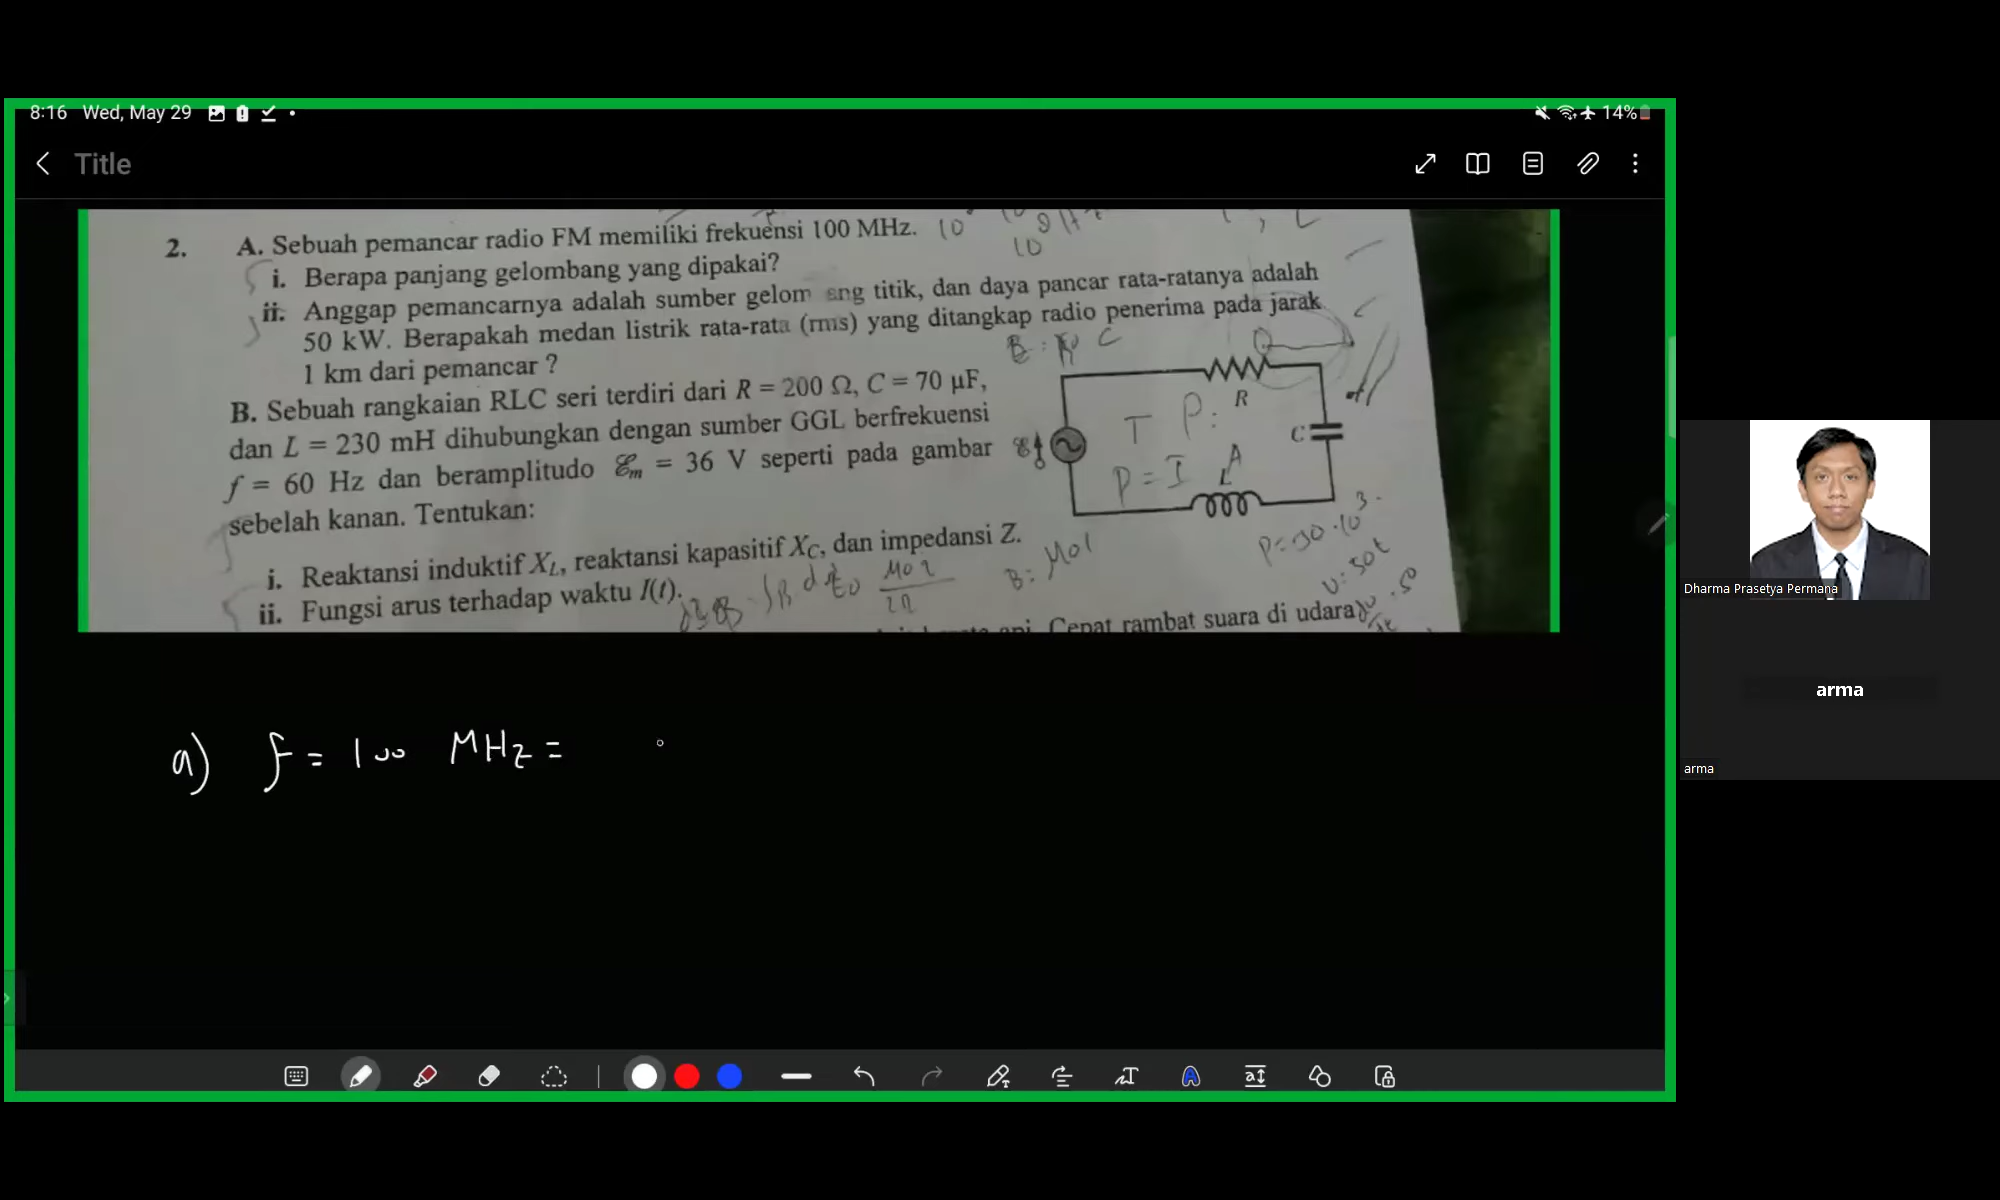 8:16 Wed, May 29
14%
Title
2. A. Sebuah pemancar radio FM memiliki frekuensi 100 MHz. 10
10
i. Berapa panjang gelombang yang dipakai?
ii. Anggap pemancarnya adalah sumber gelom ang titik, dan daya pancar rata-ratanya adalah
50 kW. Berapakah medan listrik rata-rata (rms) yang ditangkap radio penerima pada jarak
1 km dari pemancar ?
B. Sebuah rangkaian RLC seri terdiri dari R = 200 Ω, C = 70 µF,
dan L = 230 mH dihubungkan dengan sumber GGL berfrekuensi
f = 60 Hz dan beramplitudo ℰm = 36 V seperti pada gambar
sebelah kanan. Tentukan:
i. Reaktansi induktif XL, reaktansi kapasitif XC, dan impedansi Z.
ii. Fungsi arus terhadap waktu I(t).
R
C
ℰ
L
T P:
P = I A
Cepat rambat suara di udara
a) f = 100 MHz =
Dharma Prasetya Permana
arma
arma